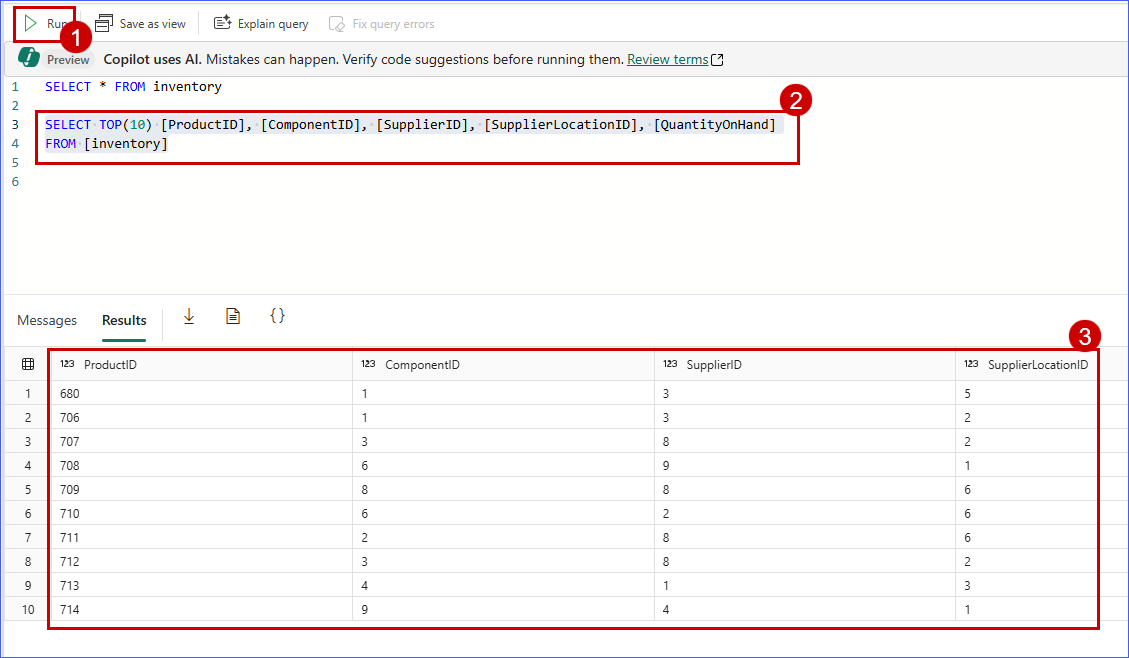 Run Save as view Explain query Fix query errors
1
Preview Copilot uses AI. Mistakes can happen. Verify code suggestions before running them. Review terms
1 SELECT * FROM inventory
2
2
3 SELECT TOP(10) [ProductID], [ComponentID], [SupplierID], [SupplierLocationID], [QuantityOnHand]
4 FROM [inventory]
5
6
Messages Results {}
3
123 ProductID 123 ComponentID 123 SupplierID 123 SupplierLocationID
1 680 1 3 5
2 706 1 3 2
3 707 3 8 2
4 708 6 9 1
5 709 8 8 6
6 710 6 2 6
7 711 2 8 6
8 712 3 8 2
9 713 4 1 3
10 714 9 4 1